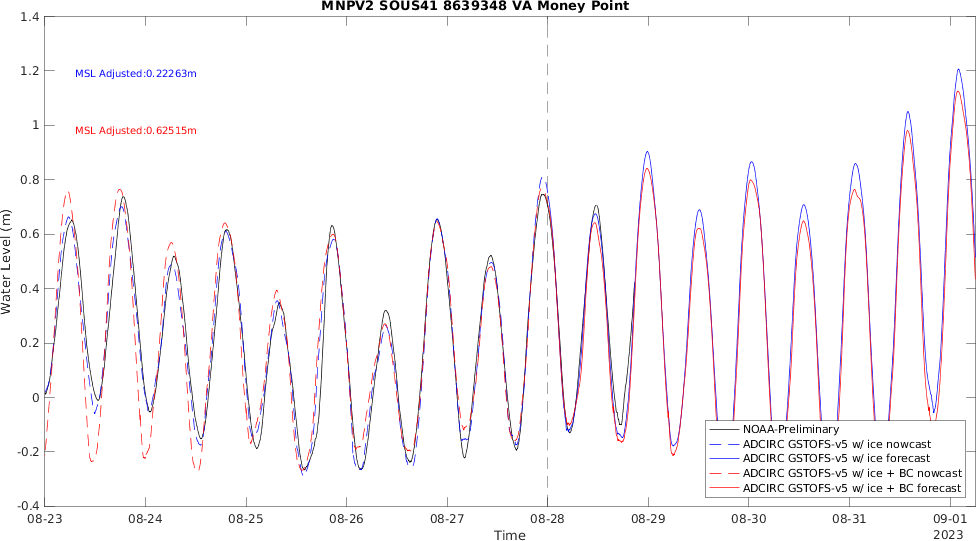 MNPV2 SOUS41 8639348 VA Money Point
1.4
1.2
1
0.8
0.6
0.4
0.2
0
-0.2
-0.4
Water Level (m)
MSL Adjusted:0.22263m
MSL Adjusted:0.62515m
NOAA-Preliminary
ADCIRC GSTOFS-v5 w/ ice nowcast
ADCIRC GSTOFS-v5 w/ ice forecast
ADCIRC GSTOFS-v5 w/ ice + BC nowcast
ADCIRC GSTOFS-v5 w/ ice + BC forecast
08-23 08-24 08-25 08-26 08-27 08-28 08-29 08-30 08-31 09-01
2023
Time